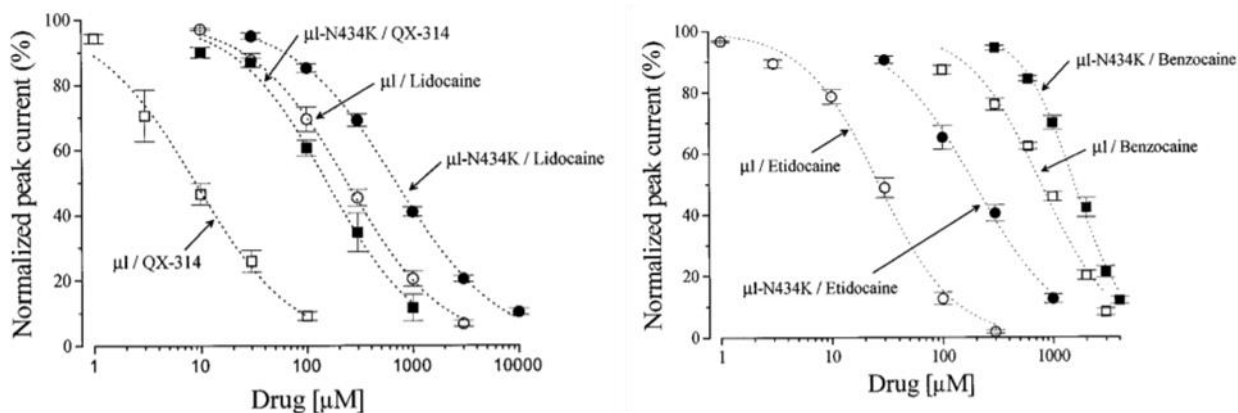 Normalized peak current (%)
100
80
60
40
20
0
µI-N434K / QX-314
µI / Lidocaine
µI-N434K / Lidocaine
µI / QX-314
1
10
100
1000
10000
Drug [µM]
Normalized peak current (%)
100
80
60
40
20
0
µI-N434K / Benzocaine
µI / Etidocaine
µI / Benzocaine
µI-N434K / Etidocaine
1
10
100
1000
Drug [µM]